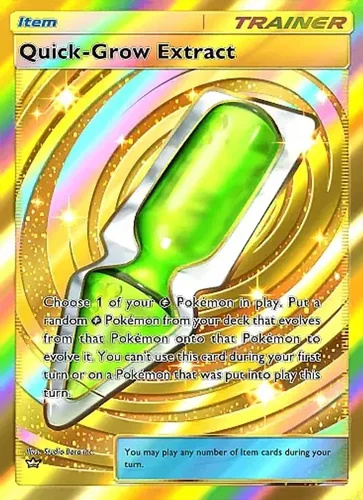 Item
TRAINER
Quick-Grow Extract
Choose 1 of your Pokémon in play. Put a
random Pokémon from your deck that evolves
from that Pokémon onto that Pokémon to
evolve it. You can't use this card during your first
turn or on a Pokémon that was put into play this
turn.
You may play any number of Item cards during your
turn.